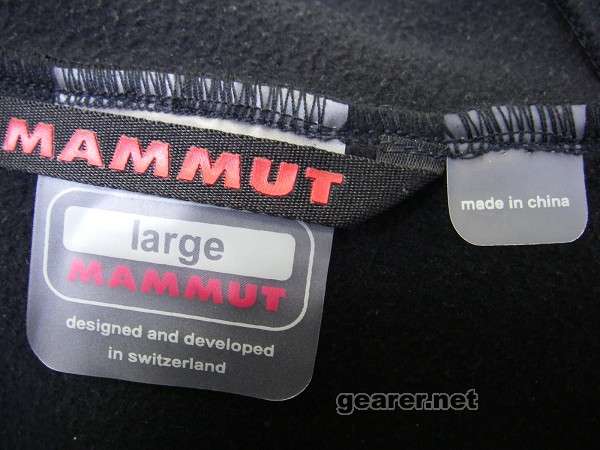 MAMMUT
large
MAMMUT
designed and developed
in switzerland
made in china
gearer.net